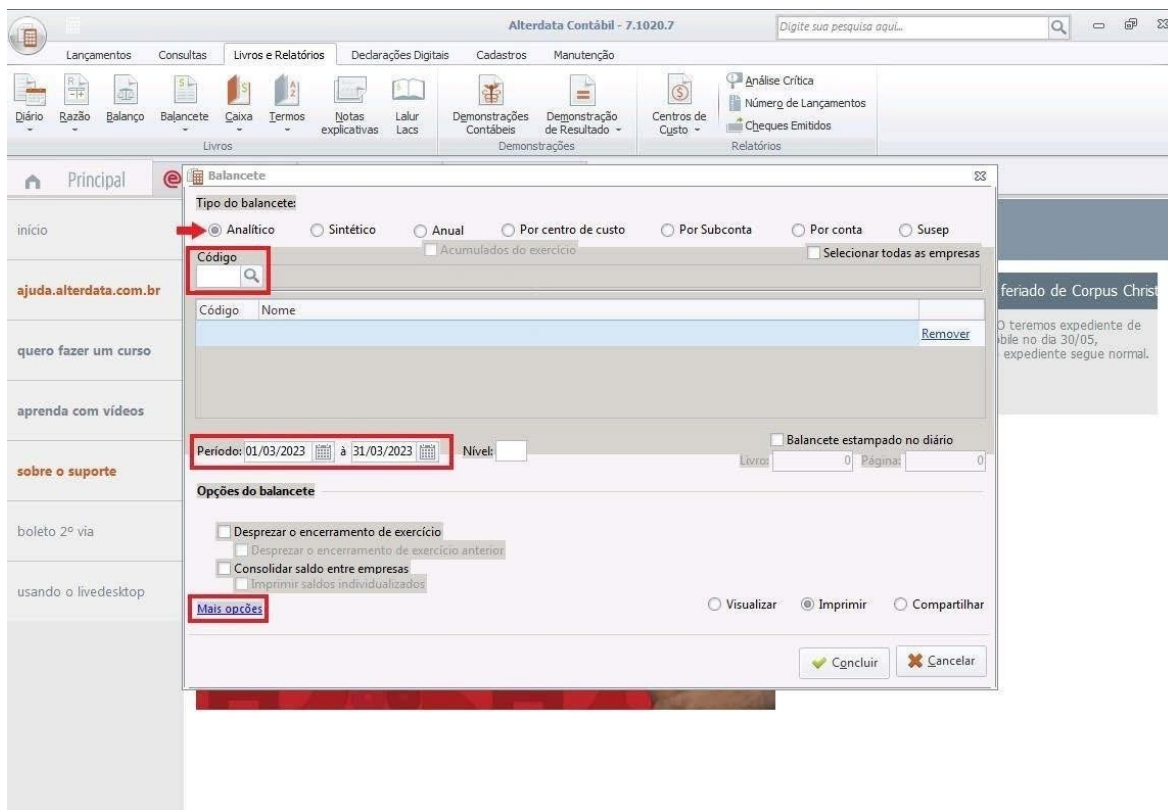 Alterdata Contábil - 7.1020.7
Digite sua pesquisa aqui...
Lançamentos Consultas Livros e Relatórios Declarações Digitais Cadastros Manutenção
Diário Razão Balanço Balancete Caixa Termos Notas explicativas Lalur Lacs
Demonstrações Contábeis Demonstração de Resultado
Centros de Custo
Análise Crítica
Número de Lançamentos
Cheques Emitidos
Livros Demonstrações Relatórios
Principal
Balancete
Tipo do balancete:
Analítico Sintético Anual Por centro de custo Por Subconta Por conta Susep
Acumulados do exercício Selecionar todas as empresas
Código
Código Nome
Remover
Período: 01/03/2023 à 31/03/2023 Nível:
Balancete estampado no diário
Livro: 0 Página: 0
Opções do balancete
Desprezar o encerramento de exercício
Desprezar o encerramento de exercício anterior
Consolidar saldo entre empresas
Imprimir saldos individualizados
Mais opções
Visualizar Imprimir Compartilhar
Concluir Cancelar
início
ajuda.alterdata.com.br
quero fazer um curso
aprenda com vídeos
sobre o suporte
boleto 2º via
usando o livedesktop
feriado de Corpus Christ
O teremos expediente de
no dia 30/05,
expediente segue normal.